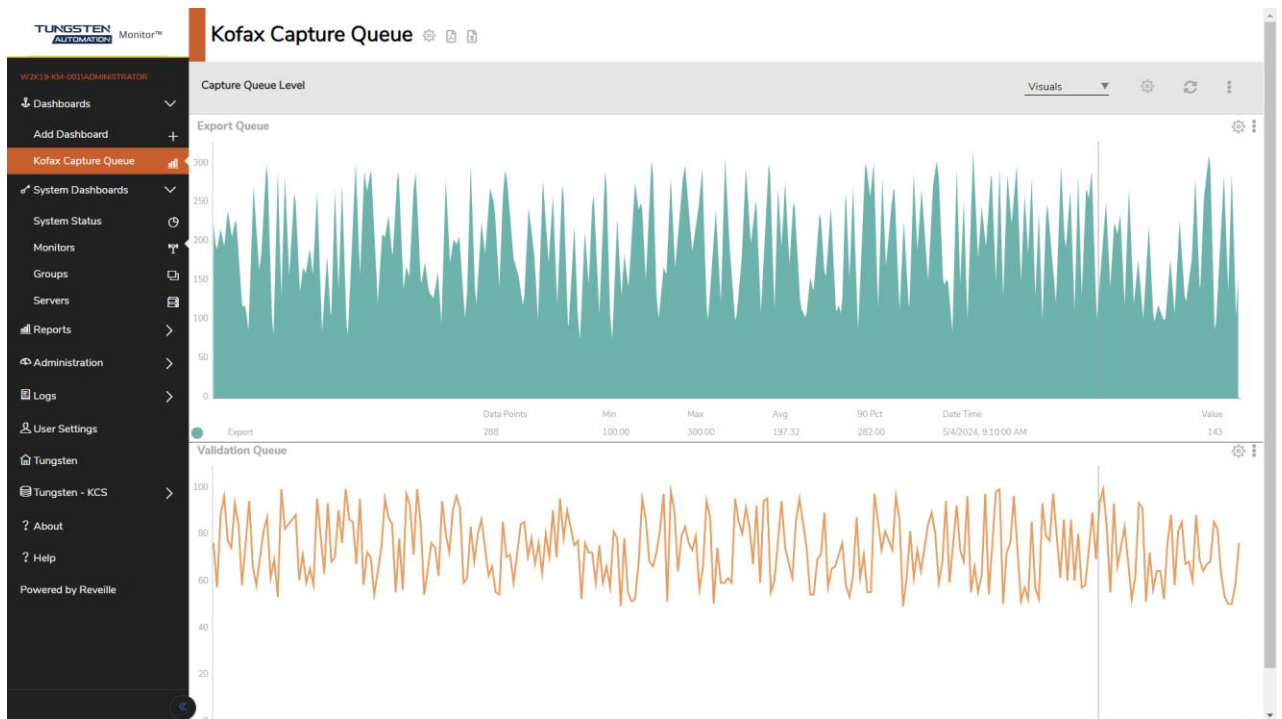 TUNGSTEN
AUTOMATION
Monitor™
Kofax Capture Queue
W2K19-KM-001\ADMINISTRATOR
Dashboards
Add Dashboard
Kofax Capture Queue
System Dashboards
System Status
Monitors
Groups
Servers
Reports
Administration
Logs
User Settings
Tungsten
Tungsten - KCS
? About
? Help
Powered by Reveille
Capture Queue Level
Visuals
Export Queue
300
250
200
150
100
50
0
Data Points Min Max Avg 90 Pct Date Time Value
Export 288 100.00 300.00 197.32 282.00 5/4/2024, 9:10:00 AM 143
Validation Queue
100
80
60
40
20